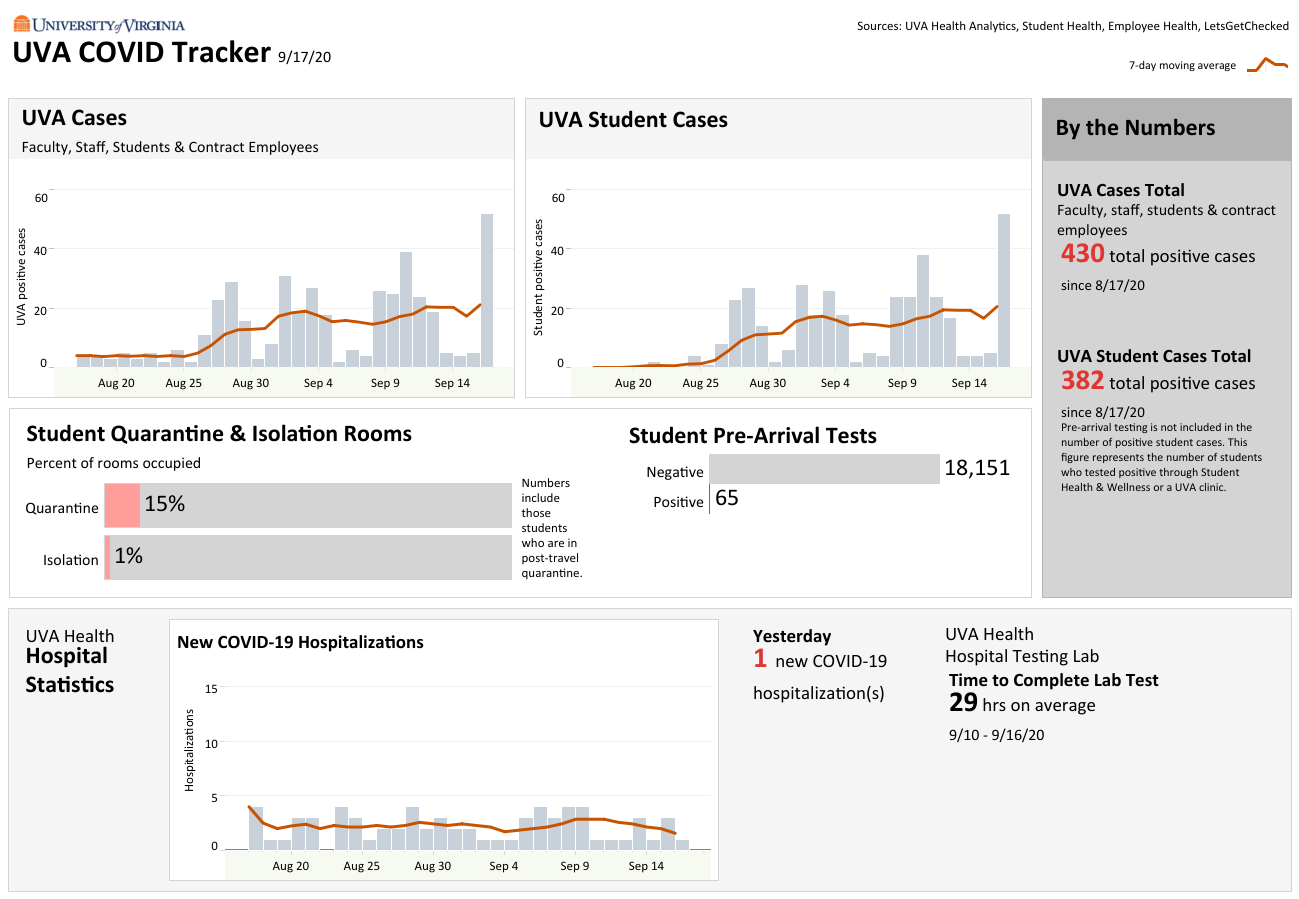 UNIVERSITY of VIRGINIA
UVA COVID Tracker 9/17/20
Sources: UVA Health Analytics, Student Health, Employee Health, LetsGetChecked
7-day moving average
UVA Cases
Faculty, Staff, Students & Contract Employees
UVA positive cases
60
40
20
0
Aug 20 Aug 25 Aug 30 Sep 4 Sep 9 Sep 14
UVA Student Cases
Student positive cases
60
40
20
0
Aug 20 Aug 25 Aug 30 Sep 4 Sep 9 Sep 14
By the Numbers
UVA Cases Total
Faculty, staff, students & contract
employees
430 total positive cases
since 8/17/20
UVA Student Cases Total
382 total positive cases
since 8/17/20
Pre-arrival testing is not included in the
number of positive student cases. This
figure represents the number of students
who tested positive through Student
Health & Wellness or a UVA clinic.
Student Quarantine & Isolation Rooms
Percent of rooms occupied
Quarantine 15%
Isolation 1%
Numbers
include
those
students
who are in
post-travel
quarantine.
Student Pre-Arrival Tests
Negative 18,151
Positive 65
UVA Health
Hospital
Statistics
New COVID-19 Hospitalizations
Hospitalizations
15
10
5
0
Aug 20 Aug 25 Aug 30 Sep 4 Sep 9 Sep 14
Yesterday
1 new COVID-19
hospitalization(s)
UVA Health
Hospital Testing Lab
Time to Complete Lab Test
29 hrs on average
9/10 - 9/16/20